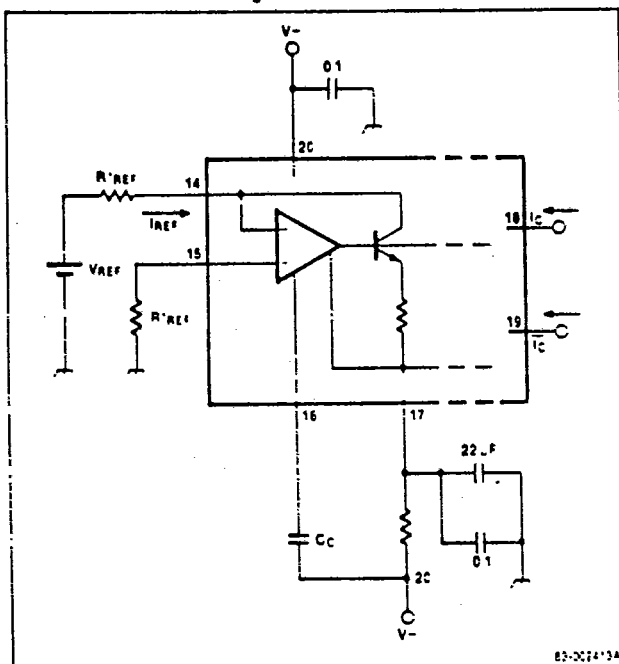 V-
0 1
20
R'REF
14
IREF
15
VREF
R'REF
18
IC
19
IC
16
17
22µF
CC
0 1
20
V-